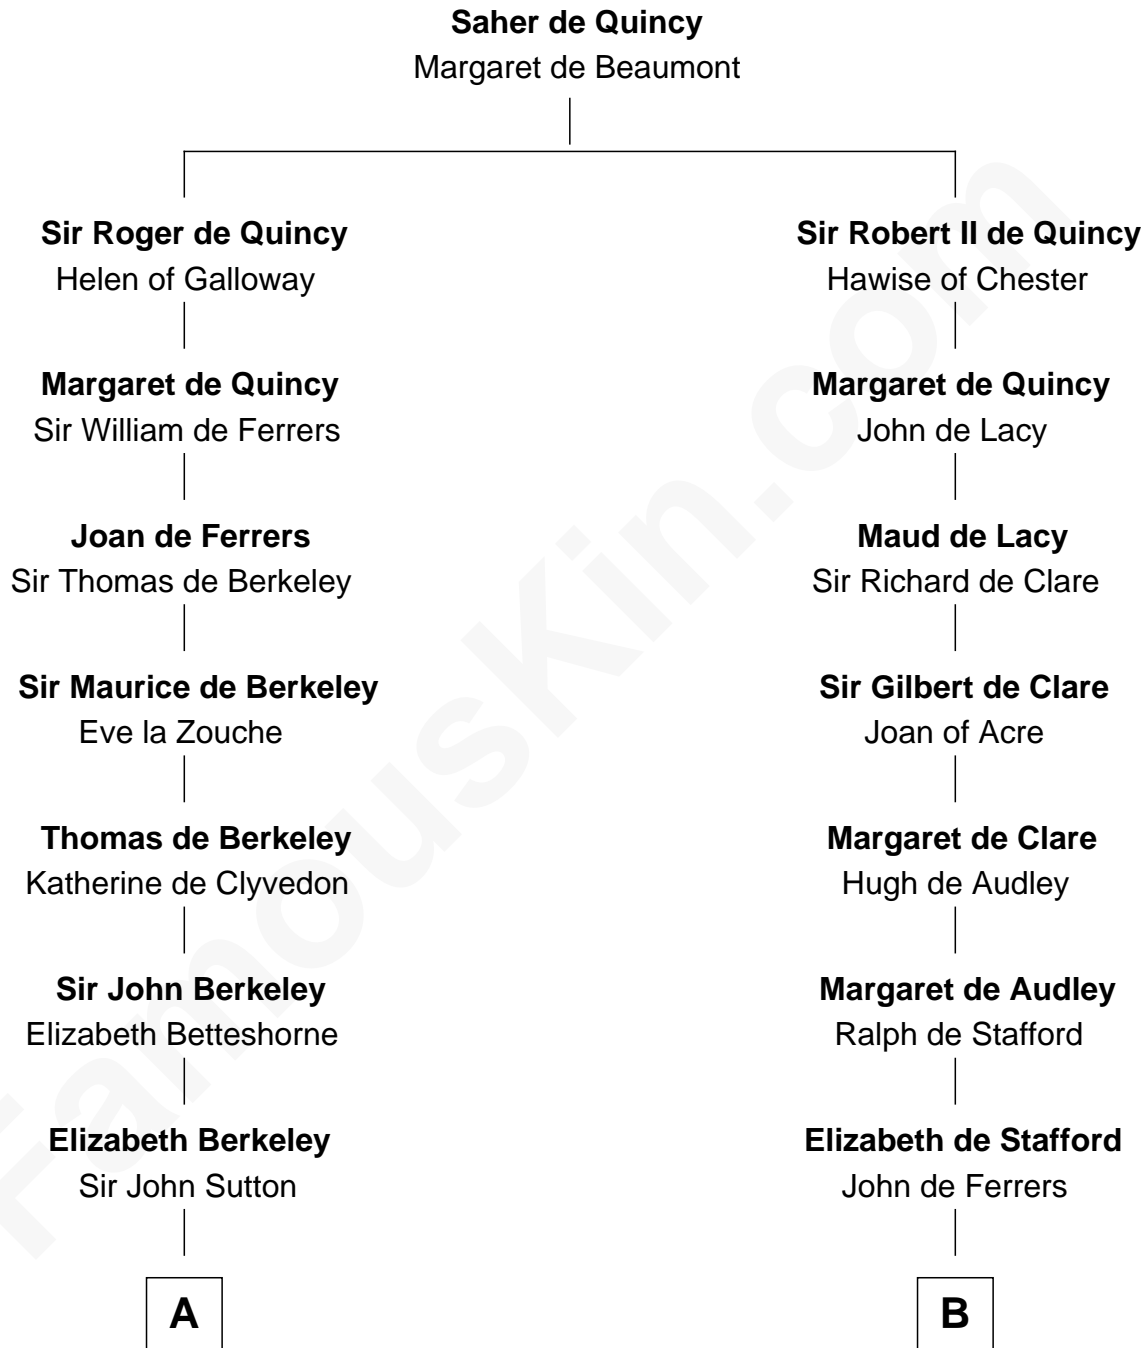 Saher de Quincy
Margaret de Beaumont
Sir Roger de Quincy
Helen of Galloway
Sir Robert II de Quincy
Hawise of Chester
Margaret de Quincy
Sir William de Ferrers
Margaret de Quincy
John de Lacy
Joan de Ferrers
Sir Thomas de Berkeley
Maud de Lacy
Sir Richard de Clare
Sir Maurice de Berkeley
Eve la Zouche
Sir Gilbert de Clare
Joan of Acre
Thomas de Berkeley
Katherine de Clyvedon
Margaret de Clare
Hugh de Audley
Sir John Berkeley
Elizabeth Betteshorne
Margaret de Audley
Ralph de Stafford
Elizabeth Berkeley
Sir John Sutton
Elizabeth de Stafford
John de Ferrers
A
B
FamousKin.com